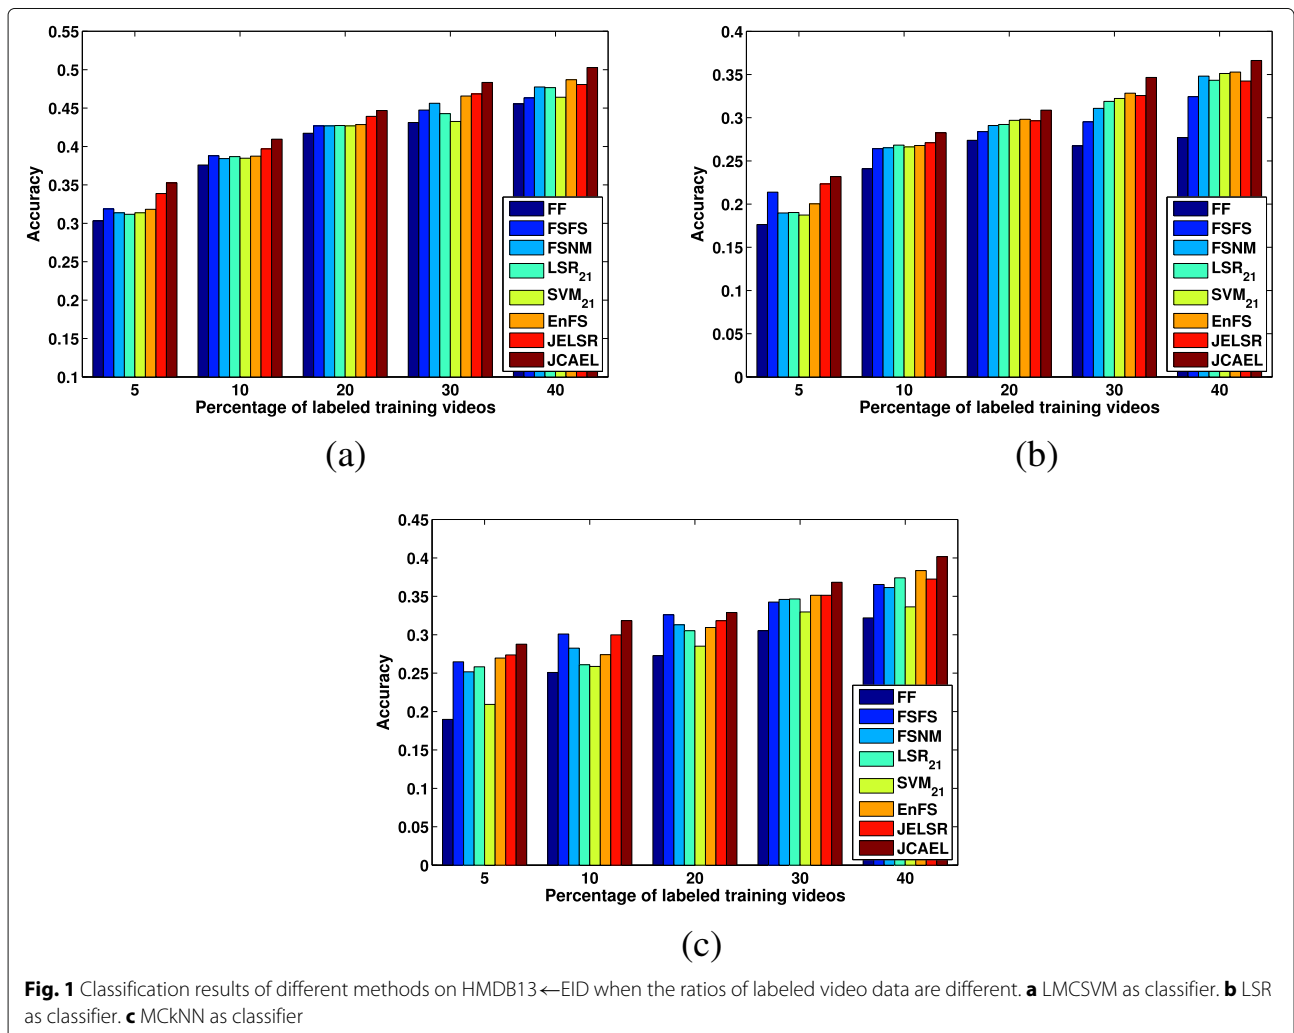 0.55
0.5
0.45
0.4
0.35
0.3
0.25
0.2
0.15
0.1
Accuracy
5 10 20 30 40
Percentage of labeled training videos
FF
FSFS
FSNM
LSR21
SVM21
EnFS
JELSR
JCAEL
(a)
0.4
0.35
0.3
0.25
0.2
0.15
0.1
0.05
0
Accuracy
5 10 20 30 40
Percentage of labeled training videos
FF
FSFS
FSNM
LSR21
SVM21
EnFS
JELSR
JCAEL
(b)
0.45
0.4
0.35
0.3
0.25
0.2
0.15
0.1
0.05
0
Accuracy
5 10 20 30 40
Percentage of labeled training videos
FF
FSFS
FSNM
LSR21
SVM21
EnFS
JELSR
JCAEL
(c)
Fig. 1 Classification results of different methods on HMDB13←EID when the ratios of labeled video data are different. a LMCSVM as classifier. b LSR
as classifier. c MCkNN as classifier